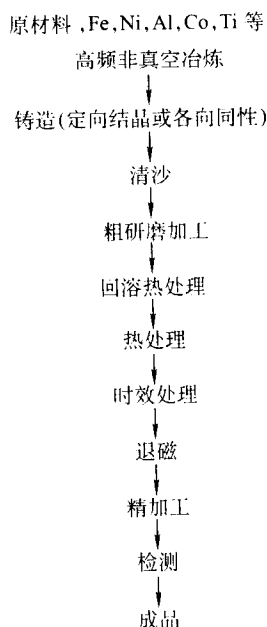 原材料,Fe,Ni,Al,Co,Ti等
高频非真空冶炼
铸造(定向结晶或各向同性)
清沙
粗研磨加工
回溶热处理
热处理
时效处理
退磁
精加工
检测
成品